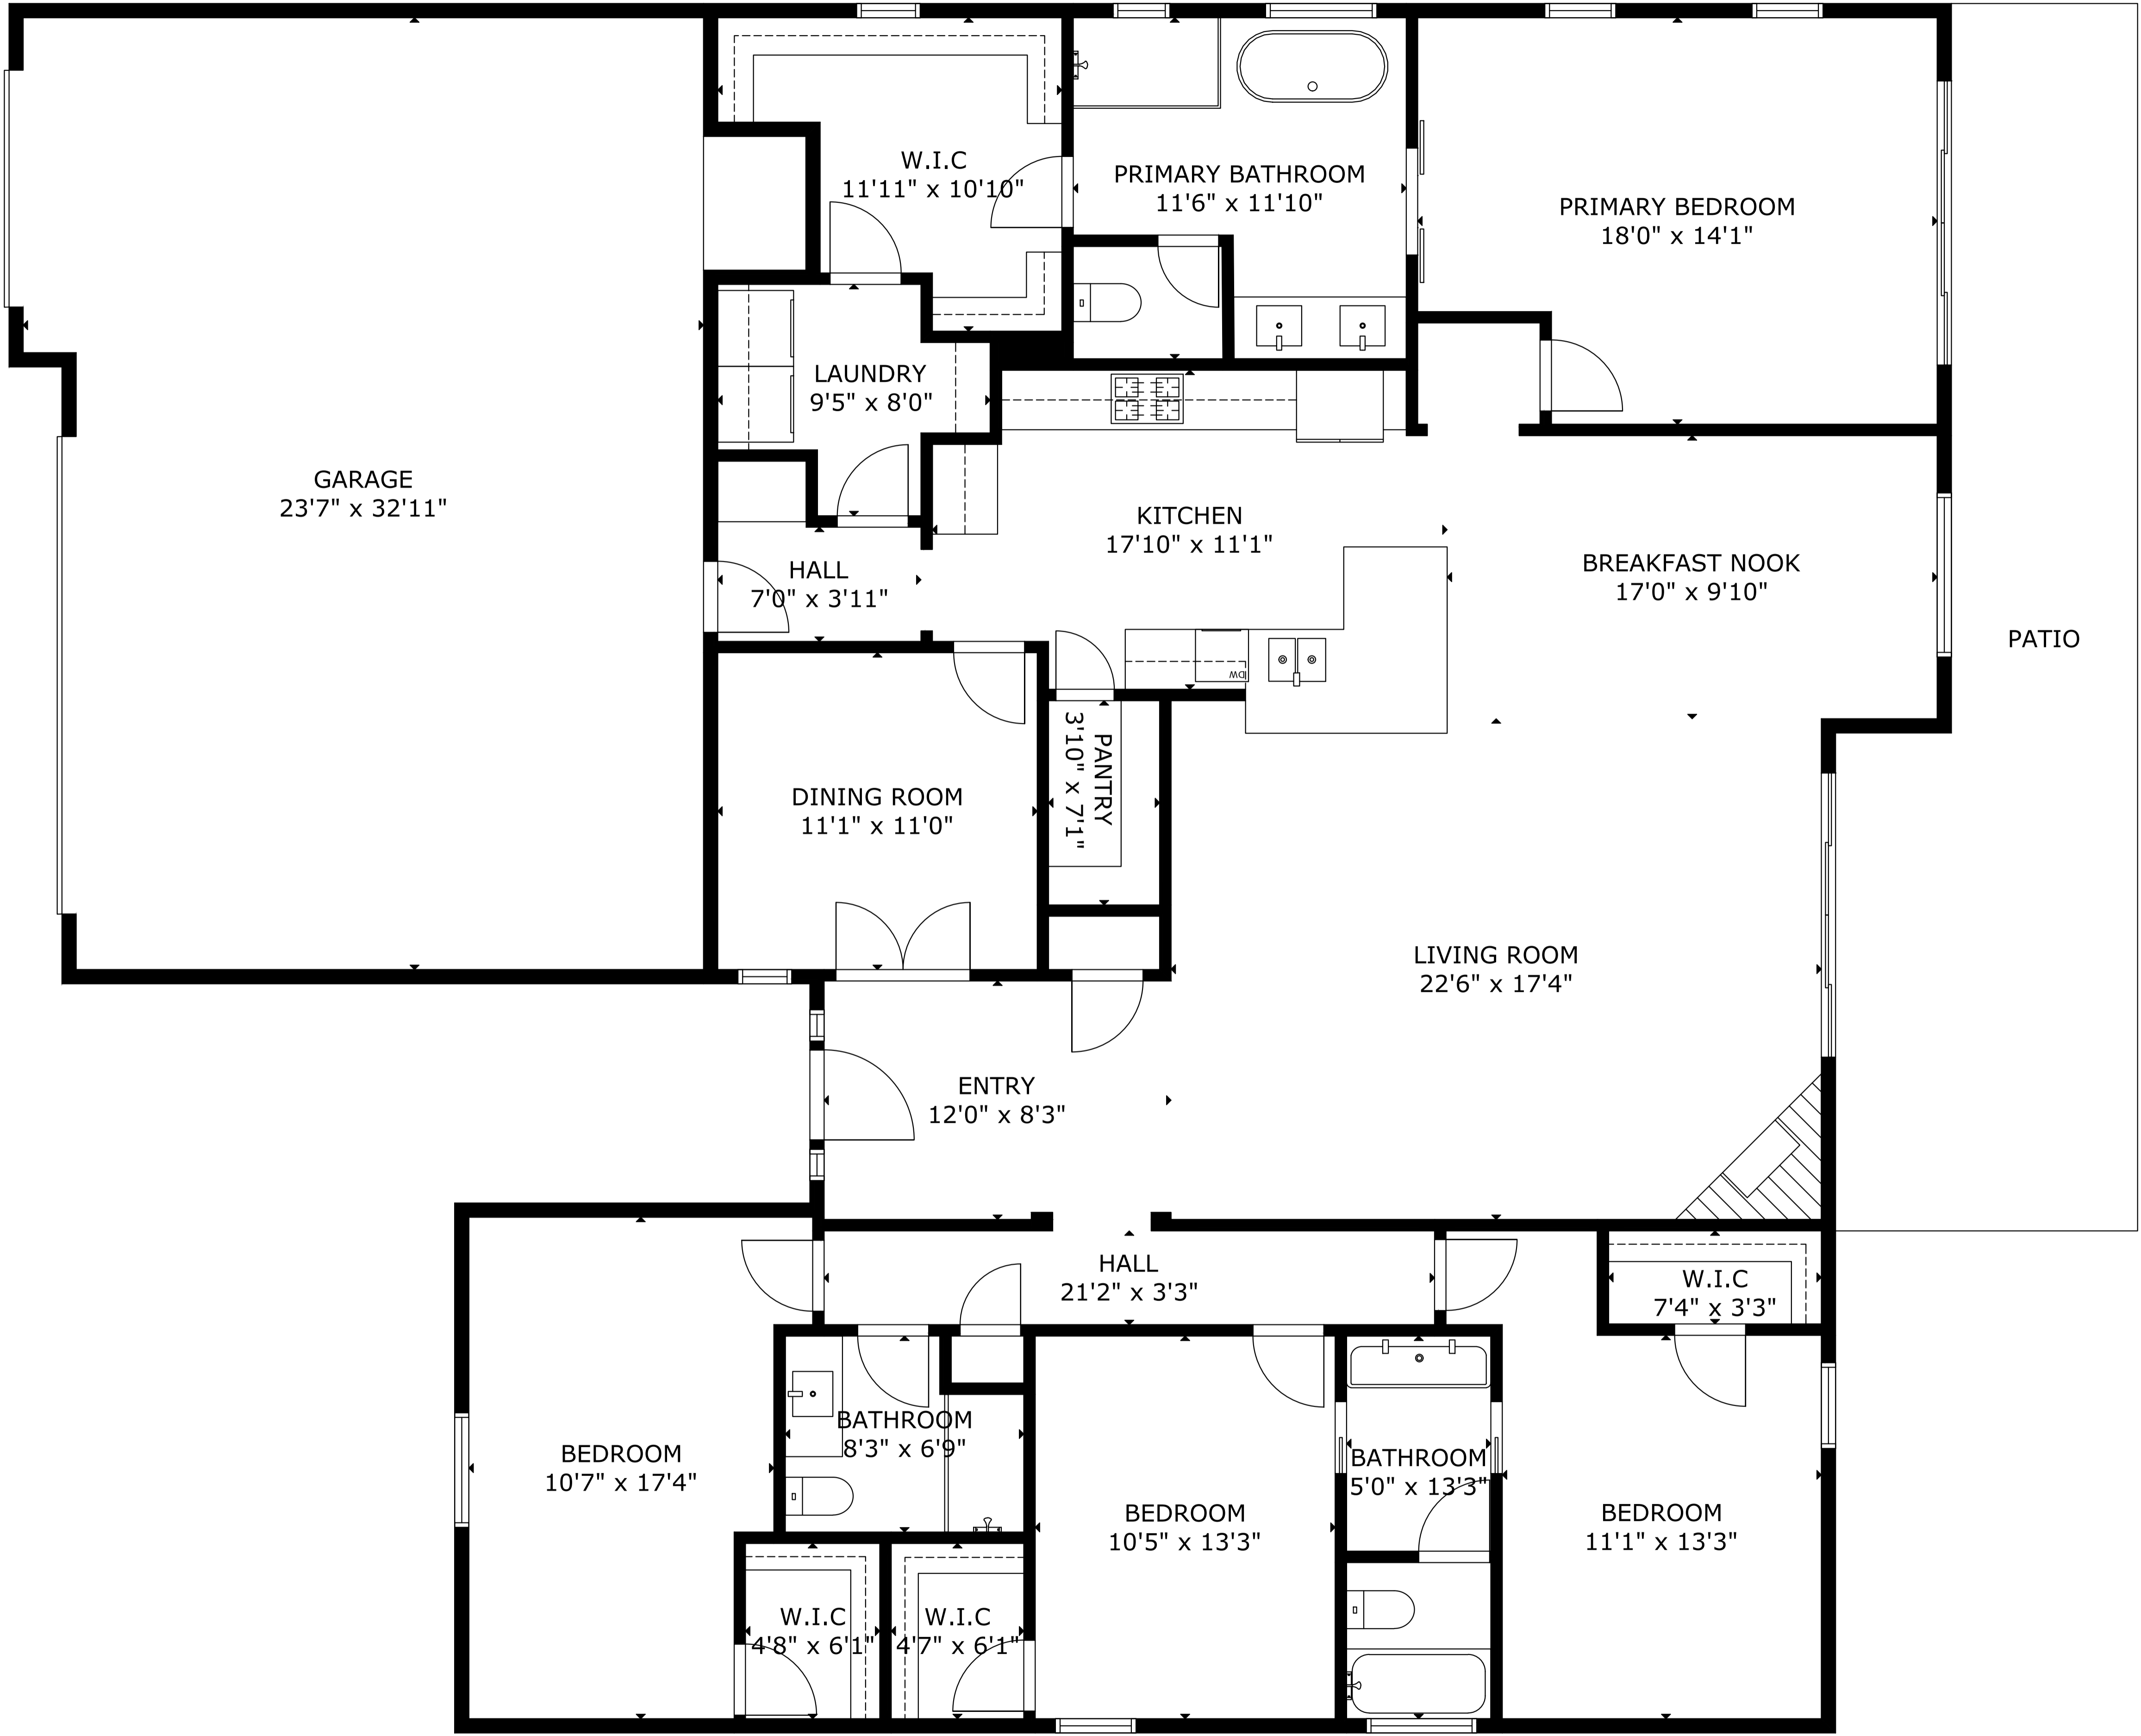 W.I.C
11'11" x 10'10"
PRIMARY BATHROOM
11'6" x 11'10"
PRIMARY BEDROOM
18'0" x 14'1"
LAUNDRY
9'5" x 8'0"
GARAGE
23'7" x 32'11"
KITCHEN
17'10" x 11'1"
HALL
7'0" x 3'11"
BREAKFAST NOOK
17'0" x 9'10"
PATIO
DW
PANTRY
3'10" x 7'1"
DINING ROOM
11'1" x 11'0"
LIVING ROOM
22'6" x 17'4"
ENTRY
12'0" x 8'3"
HALL
21'2" x 3'3"
W.I.C
7'4" x 3'3"
BATHROOM
8'3" x 6'9"
BEDROOM
10'7" x 17'4"
BATHROOM
5'0" x 13'3"
BEDROOM
10'5" x 13'3"
BEDROOM
11'1" x 13'3"
W.I.C
4'8" x 6'1"
W.I.C
4'7" x 6'1"